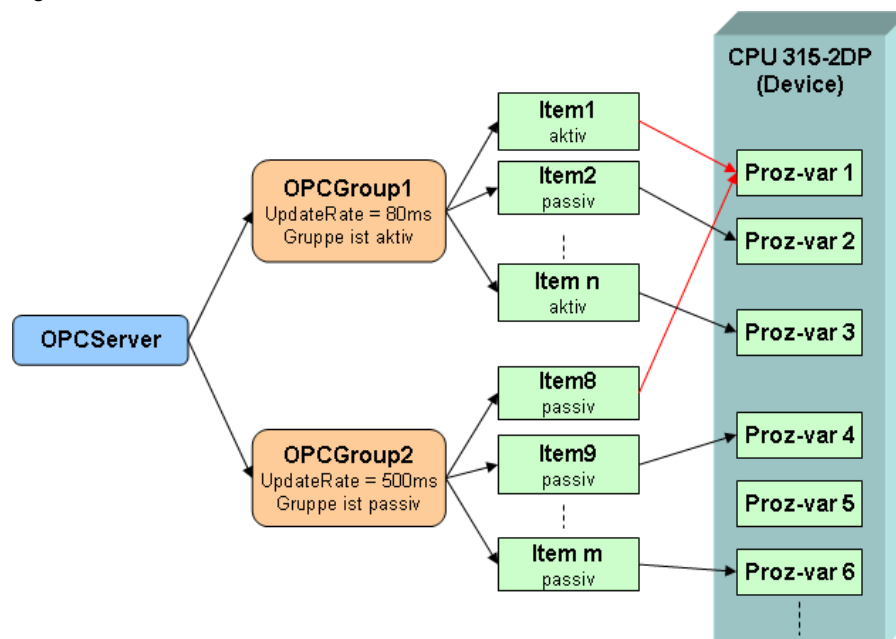 CPU 315-2DP
(Device)
Item1
aktiv
Proz-var 1
OPCGroup1
UpdateRate = 80ms
Gruppe ist aktiv
Item2
passiv
Proz-var 2
Item n
aktiv
Proz-var 3
OPCServer
Item8
passiv
Proz-var 4
OPCGroup2
UpdateRate = 500ms
Gruppe ist passiv
Item9
passiv
Proz-var 5
Item m
passiv
Proz-var 6